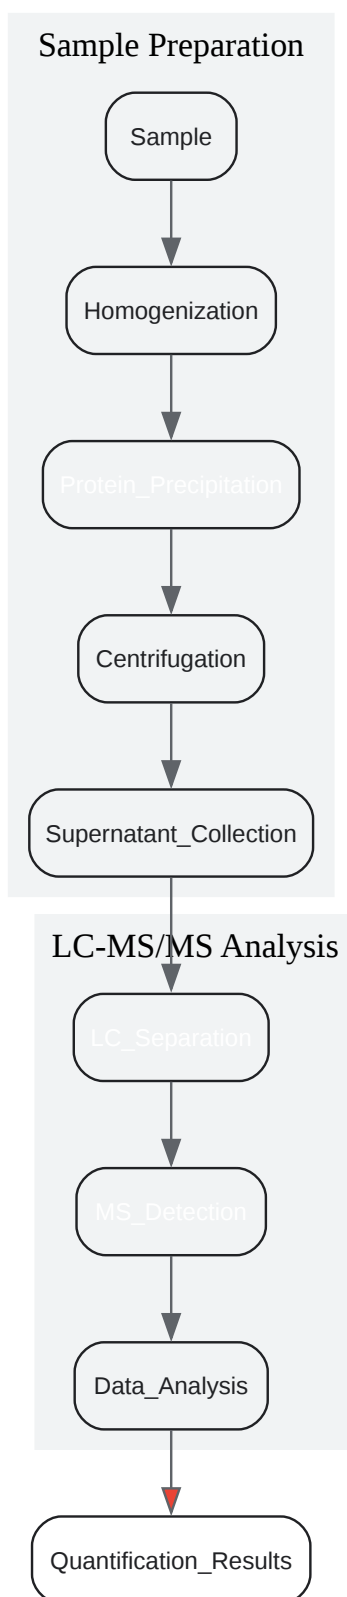 Sample Preparation
Sample
Homogenization
Protein_Precipitation
Centrifugation
Supernatant_Collection
LC-MS/MS Analysis
LC_Separation
MS_Detection
Data_Analysis
Quantification_Results